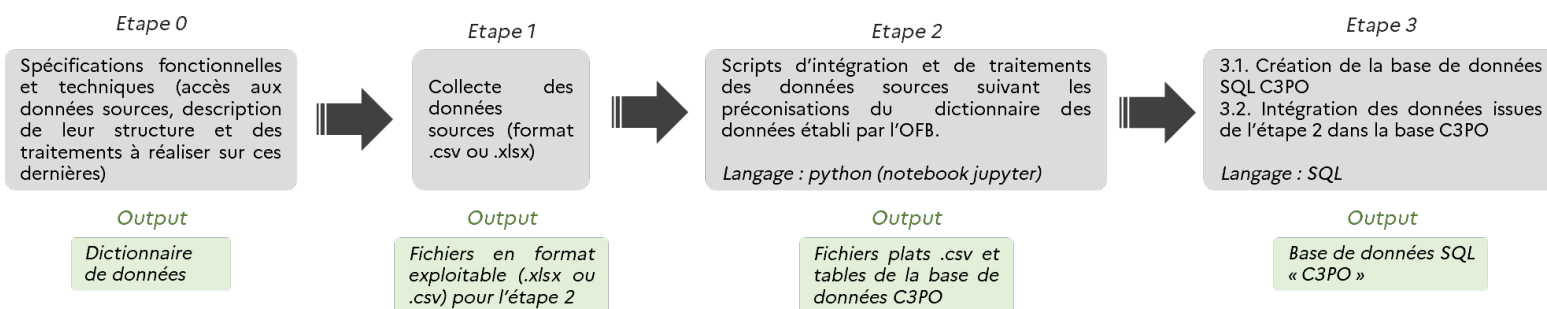 Etape 0
Spécifications fonctionnelles
et techniques (accès aux
données sources, description
de leur structure et des
traitements à réaliser sur ces
dernières)
Output
Dictionnaire
de données
Etape 1
Collecte des
données
sources (format
.csv ou .xlsx)
Output
Fichiers en format
exploitable (.xlsx ou
.csv) pour l'étape 2
Etape 2
Scripts d'intégration et de traitements
des données sources suivant les
préconisations du dictionnaire des
données établi par l'OFB.
Langage : python (notebook jupyter)
Output
Fichiers plats .csv et
tables de la base de
données C3PO
Etape 3
3.1. Création de la base de données
SQL C3PO
3.2. Intégration des données issues
de l'étape 2 dans la base C3PO
Langage : SQL
Output
Base de données SQL
« C3PO »